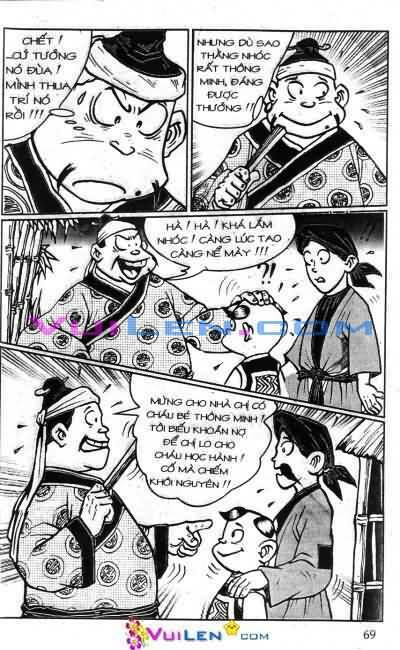 CHẾT !
...CỨ TƯỞNG
NÓ ĐÙA !
MÌNH THUA
TRÍ NÓ
RỒI !!!
NHƯNG DÙ SAO
THẰNG NHÓC
RẤT THÔNG
MINH, ĐÁNG
ĐƯỢC
THƯỞNG !!
HÀ ! HÀ ! KHÁ LẮM
NHÓC ! CÀNG LÚC TAO
CÀNG NỂ MÀY !!!
VUILEN.COM
MỪNG CHO NHÀ CHỊ CÓ
CHÁU BÉ THÔNG MINH !
TÔI BIẾU KHOẢN NỢ
ĐỂ CHỊ LO CHO
CHÁU HỌC HÀNH !
CỐ MÀ CHIẾM
KHÔI NGUYÊN !!
69
VUILEN.COM